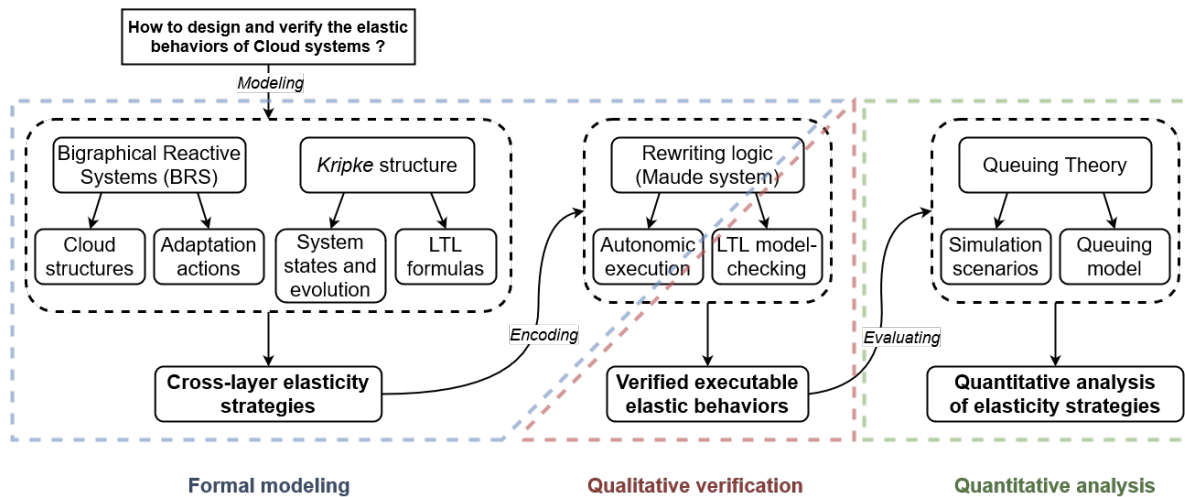 How to design and verify the elastic
behaviors of Cloud systems ?
Modeling
Bigraphical Reactive
Systems (BRS)
Kripke structure
Cloud
structures
Adaptation
actions
System
states and
evolution
LTL
formulas
Cross-layer elasticity
strategies
Encoding
Rewriting logic
(Maude system)
Autonomic
execution
LTL model-
checking
Verified executable
elastic behaviors
Evaluating
Queuing Theory
Simulation
scenarios
Queuing
model
Quantitative analysis
of elasticity strategies
Formal modeling
Qualitative verification
Quantitative analysis